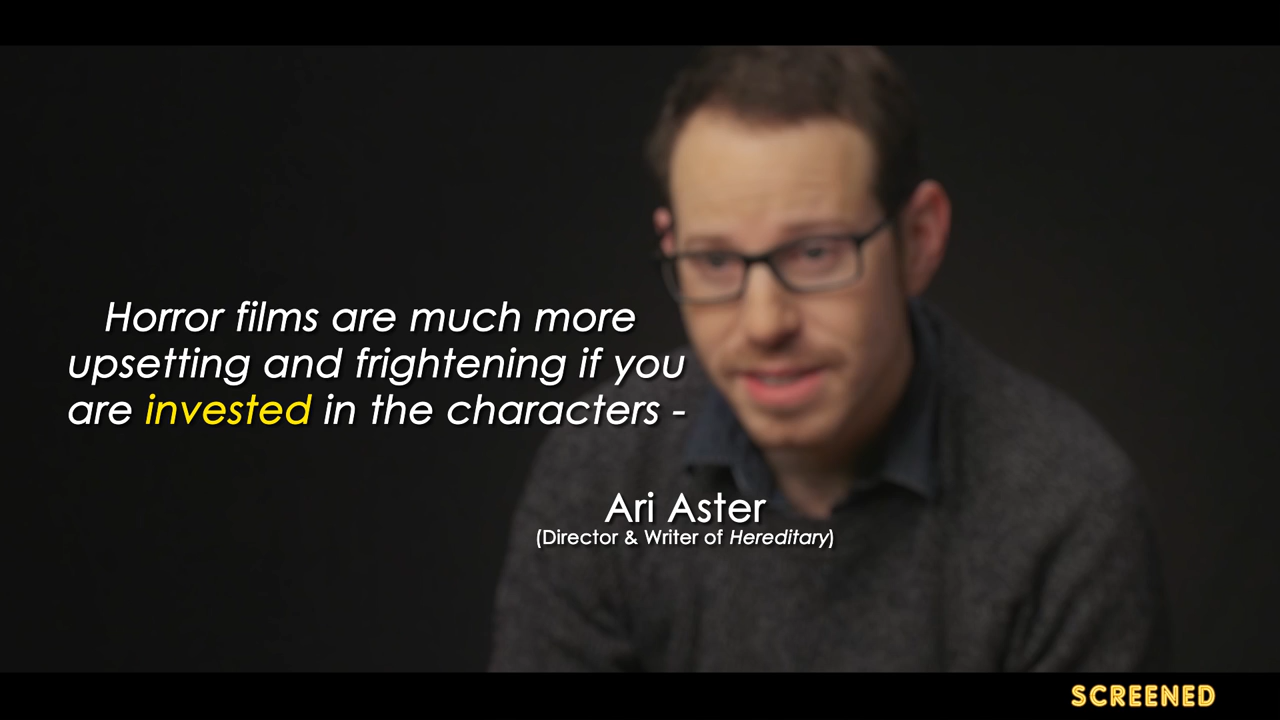 Horror films are much more
upsetting and frightening if you
are invested in the characters -
Ari Aster
(Director & Writer of Hereditary)
SCREENED